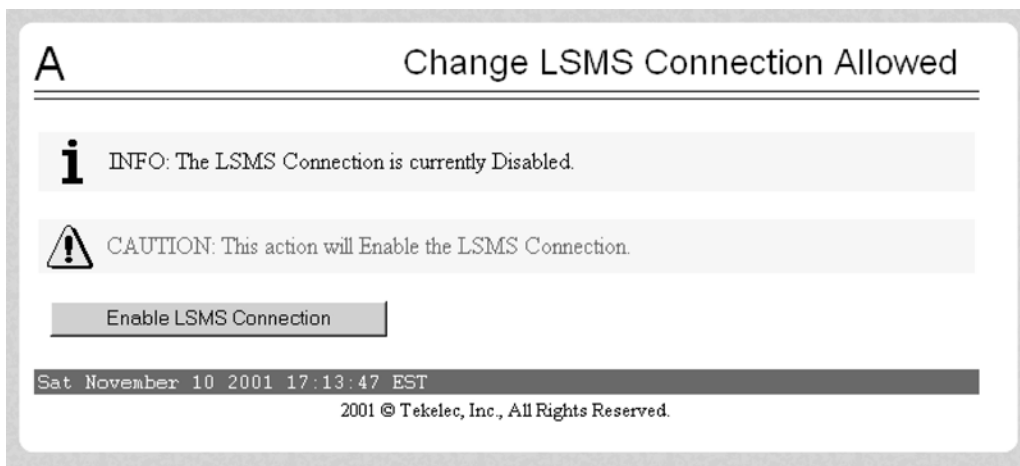 A
Change LSMS Connection Allowed
i
INFO: The LSMS Connection is currently Disabled.
CAUTION: This action will Enable the LSMS Connection.
Enable LSMS Connection
Sat November 10 2001 17:13:47 EST
2001 © Tekelec, Inc., All Rights Reserved.